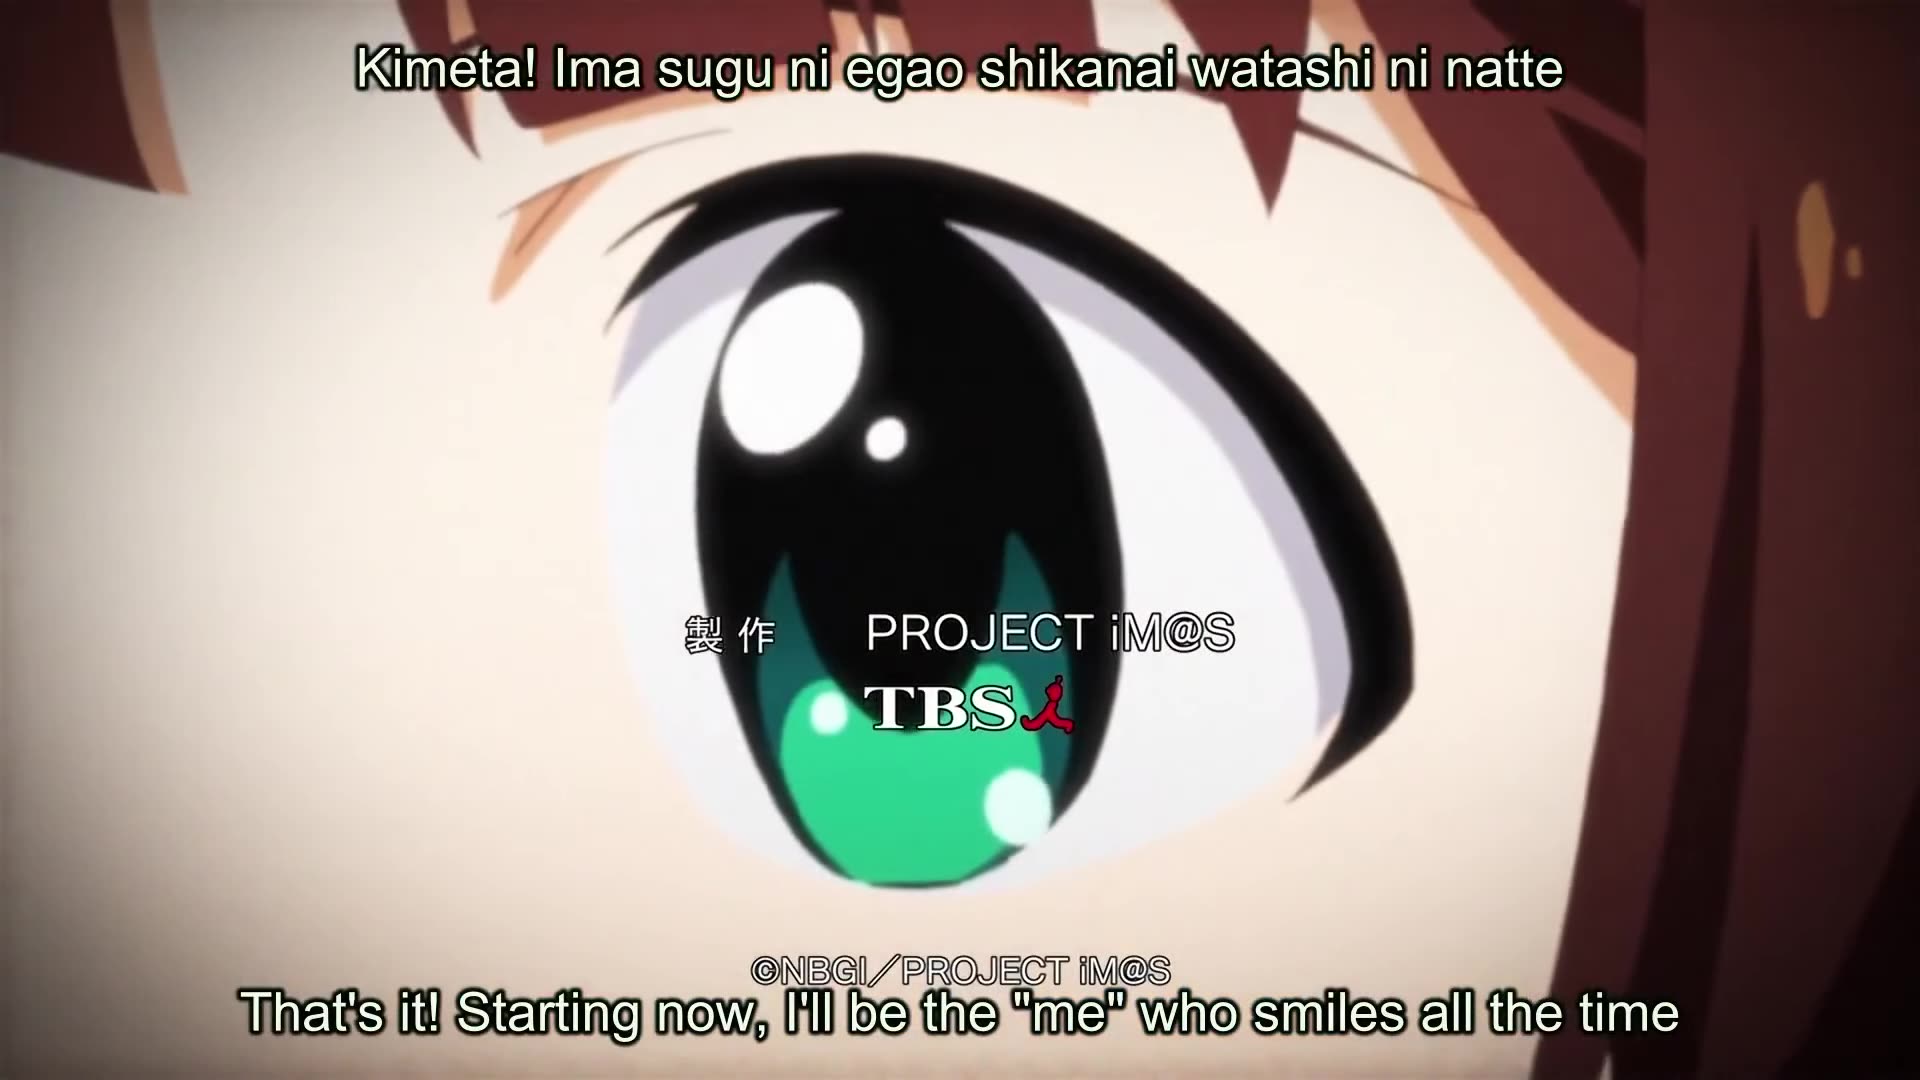 Kimeta! Ima sugu ni egao shikanai watashi ni natte
製作 PROJECT iM@S
TBS
©NBGI／PROJECT iM@S
That's it! Starting now, I'll be the "me" who smiles all the time